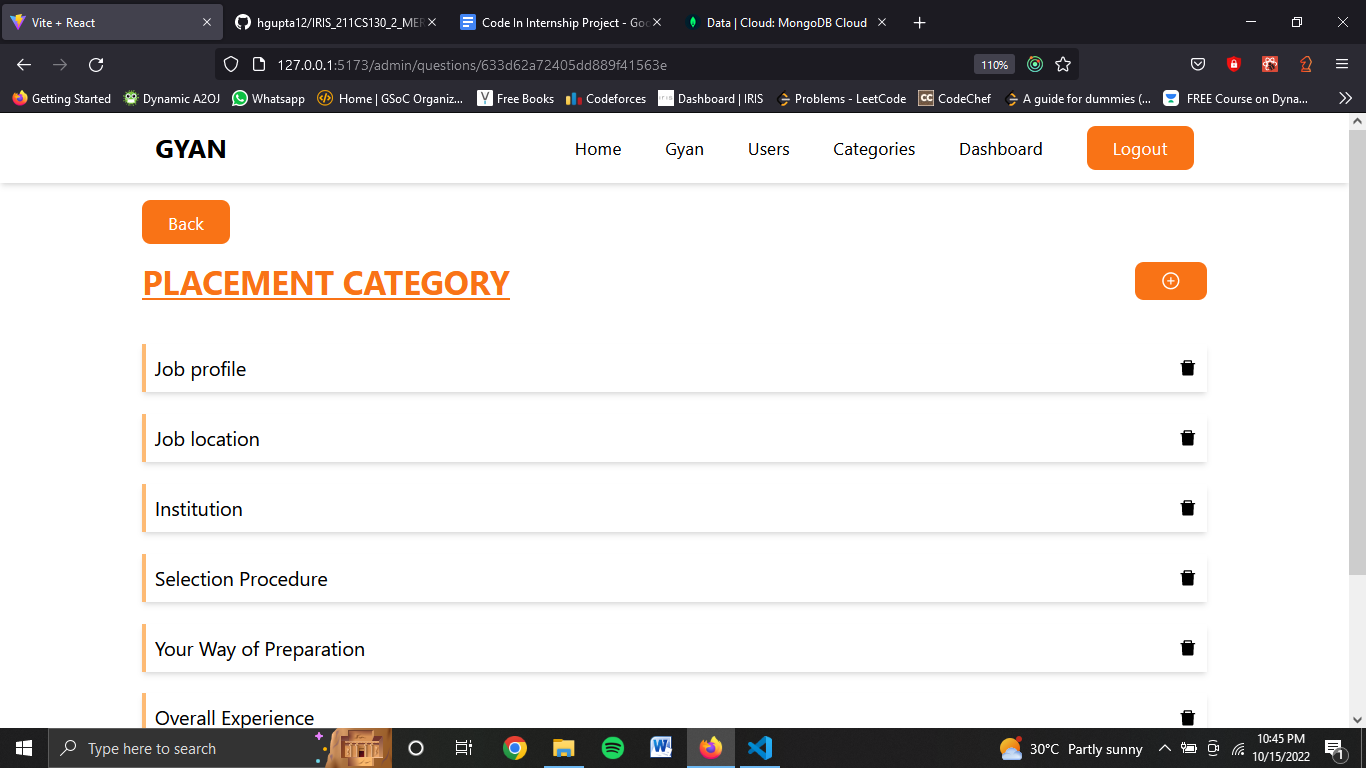 Vite + React
hgupta12/IRIS_211CS130_2_MER
Code In Internship Project - Goo
Data | Cloud: MongoDB Cloud
127.0.0.1:5173/admin/questions/633d62a72405dd889f41563e
110%
Getting Started
Dynamic A2OJ
Whatsapp
Home | GSoC Organiz...
Free Books
Codeforces
Dashboard | IRIS
Problems - LeetCode
CodeChef
A guide for dummies (...
FREE Course on Dyna...
GYAN
Home
Gyan
Users
Categories
Dashboard
Logout
Back
PLACEMENT CATEGORY
Job profile
Job location
Institution
Selection Procedure
Your Way of Preparation
Overall Experience
Type here to search
30°C Partly sunny
10:45 PM
10/15/2022
1